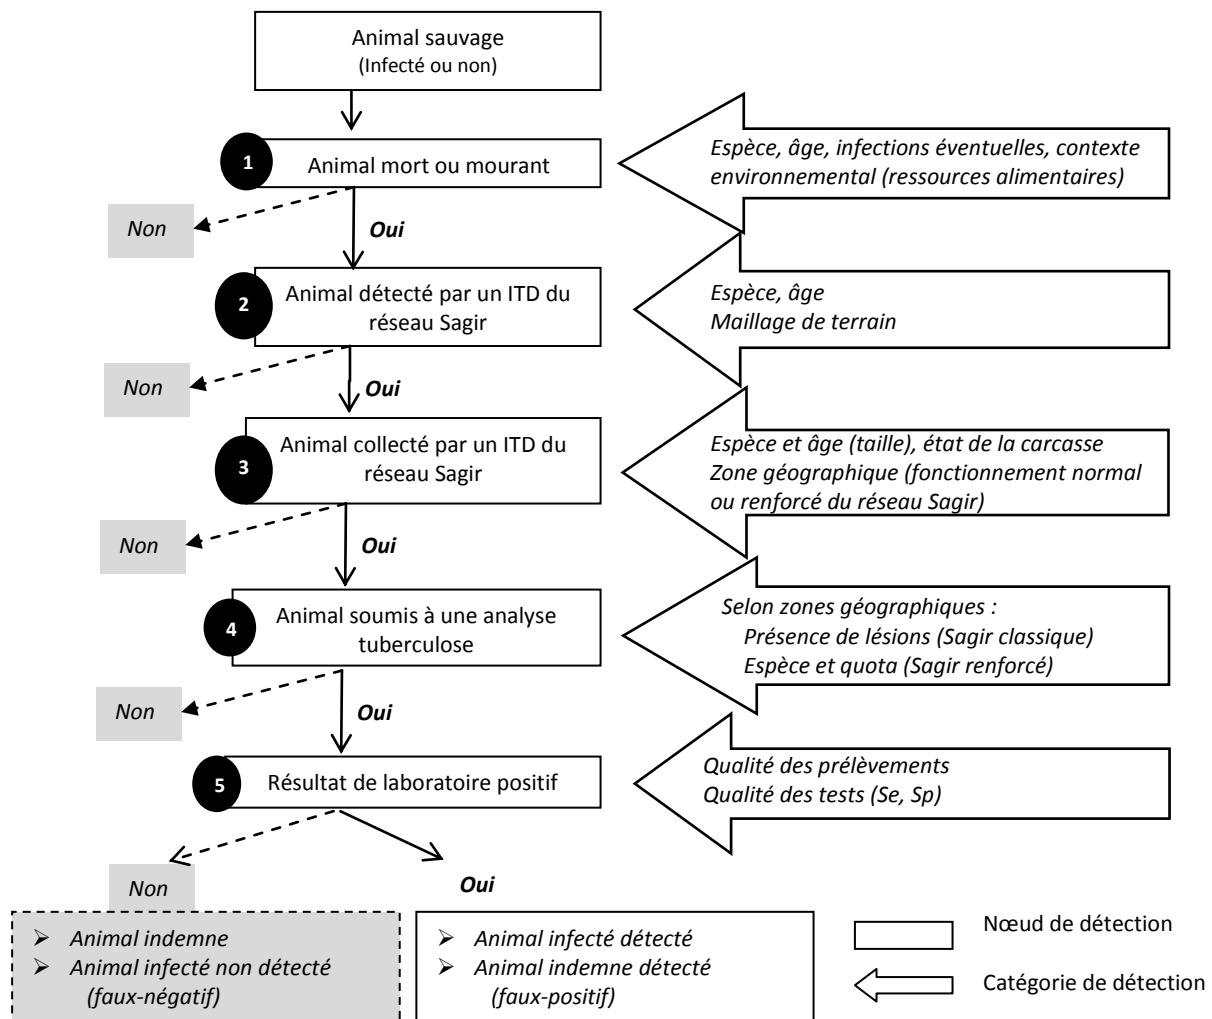 Animal sauvage
(Infecté ou non)
1
Animal mort ou mourant
Espèce, âge, infections éventuelles, contexte
environnemental (ressources alimentaires)
Non
Oui
2
Animal détecté par un ITD du
réseau Sagir
Espèce, âge
Maillage de terrain
Non
Oui
3
Animal collecté par un ITD du
réseau Sagir
Espèce et âge (taille), état de la carcasse
Zone géographique (fonctionnement normal
ou renforcé du réseau Sagir)
Non
Oui
4
Animal soumis à une analyse
tuberculose
Selon zones géographiques :
Présence de lésions (Sagir classique)
Espèce et quota (Sagir renforcé)
Non
Oui
5
Résultat de laboratoire positif
Qualité des prélèvements
Qualité des tests (Se, Sp)
Non
Oui
➢ Animal indemne
➢ Animal infecté non détecté
(faux-négatif)
➢ Animal infecté détecté
➢ Animal indemne détecté
(faux-positif)
Nœud de détection
Catégorie de détection